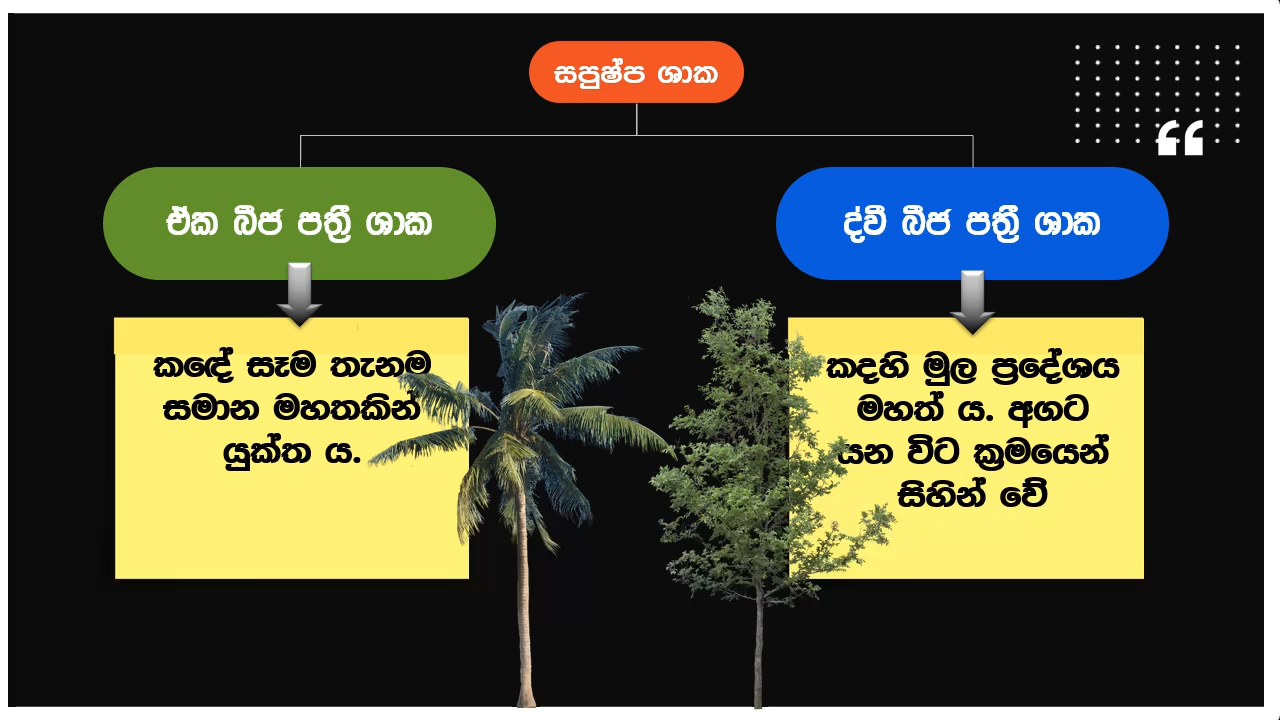 සපුෂ්ප ශාක
ඒක බීජ පත්‍රී ශාක
ද්වී බීජ පත්‍රී ශාක
කඳේ සෑම තැනම
සමාන මහතකින්
යුක්ත ය.
කදහි මුල ප්‍රදේශය
මහත් ය. අගට
යන විට ක්‍රමයෙන්
සිහින් වේ